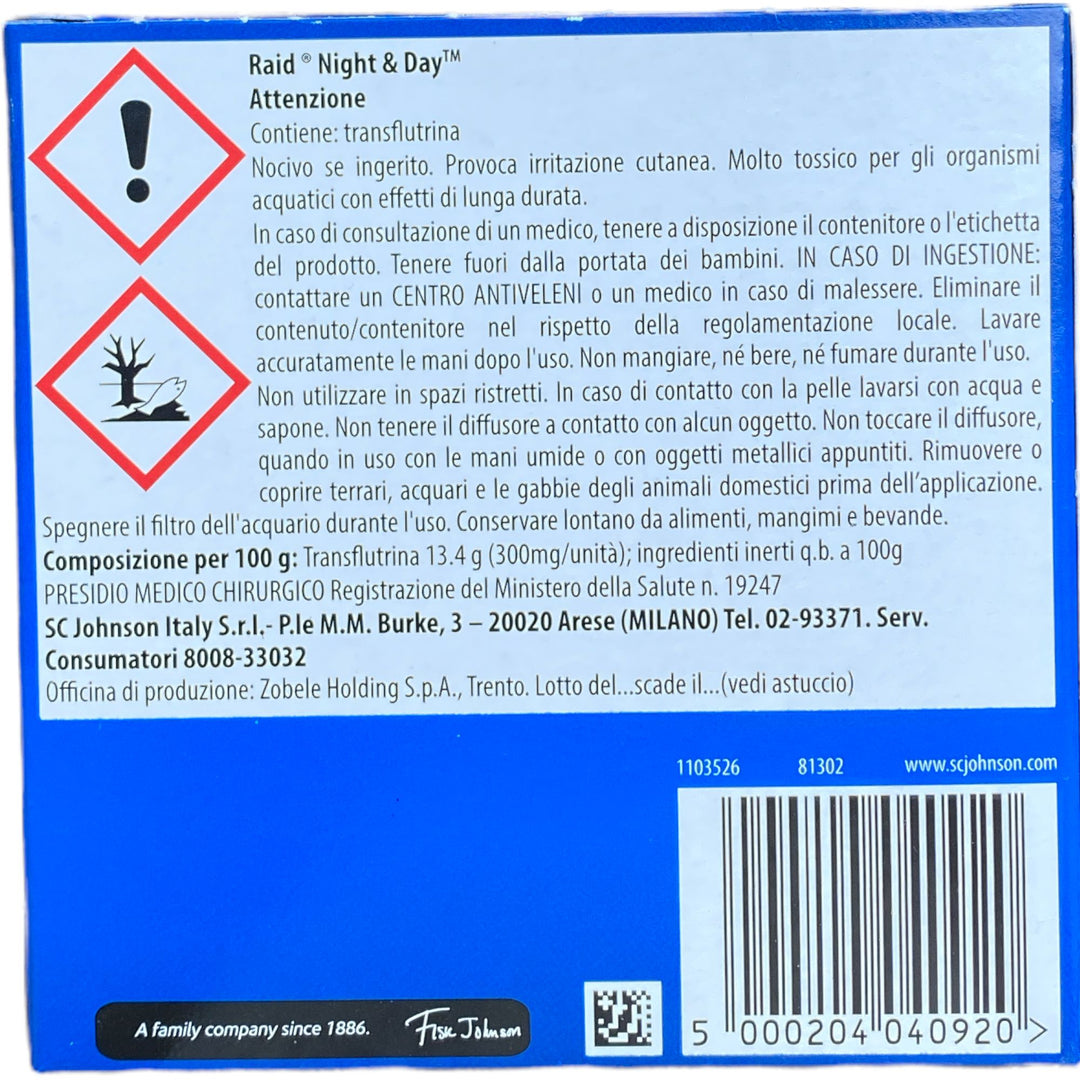 Raid ® Night & Day™
Attenzione
Contiene: transflutrina
Nocivo se ingerito. Provoca irritazione cutanea. Molto tossico per gli organismi
acquatici con effetti di lunga durata.
In caso di consultazione di un medico, tenere a disposizione il contenitore o l'etichetta
del prodotto. Tenere fuori dalla portata dei bambini. IN CASO DI INGESTIONE:
contattare un CENTRO ANTIVELENI o un medico in caso di malessere. Eliminare il
contenuto/contenitore nel rispetto della regolamentazione locale. Lavare
accuratamente le mani dopo l'uso. Non mangiare, né bere, né fumare durante l'uso.
Non utilizzare in spazi ristretti. In caso di contatto con la pelle lavarsi con acqua e
sapone. Non tenere il diffusore a contatto con alcun oggetto. Non toccare il diffusore,
quando in uso con le mani umide o con oggetti metallici appuntiti. Rimuovere o
coprire terrari, acquari e le gabbie degli animali domestici prima dell’applicazione.
Spegnere il filtro dell'acquario durante l'uso. Conservare lontano da alimenti, mangimi e bevande.
Composizione per 100 g: Transflutrina 13.4 g (300mg/unità); ingredienti inerti q.b. a 100g
PRESIDIO MEDICO CHIRURGICO Registrazione del Ministero della Salute n. 19247
SC Johnson Italy S.r.l.- P.le M.M. Burke, 3 – 20020 Arese (MILANO) Tel. 02-93371. Serv.
Consumatori 8008-33032
Officina di produzione: Zobele Holding S.p.A., Trento. Lotto del...scade il...(vedi astuccio)
1103526 81302 www.scjohnson.com
A family company since 1886. Fisk Johnson
5 000204 040920 >